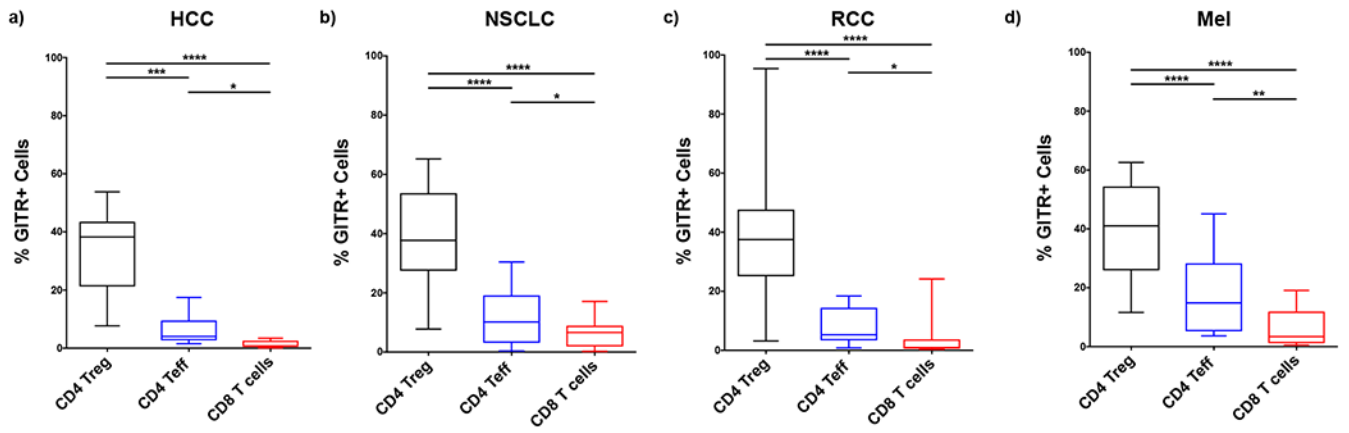 a)
HCC
% GITR+ Cells
100
80
60
40
20
0
****
***
*
CD4 Treg
CD4 Teff
CD8 T cells
b)
NSCLC
% GITR+ Cells
100
80
60
40
20
0
****
****
*
CD4 Treg
CD4 Teff
CD8 T cells
c)
RCC
% GITR+ Cells
100
80
60
40
20
0
****
****
*
CD4 Treg
CD4 Teff
CD8 T cells
d)
Mel
% GITR+ Cells
100
80
60
40
20
0
****
****
**
CD4 Treg
CD4 Teff
CD8 T cells